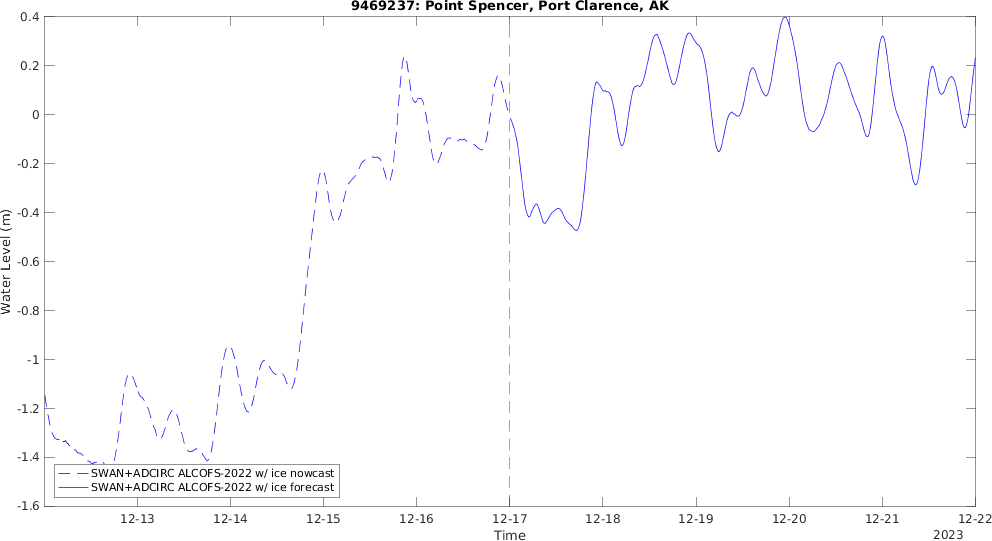 9469237: Point Spencer, Port Clarence, AK
0.4
0.2
0
-0.2
-0.4
-0.6
-0.8
-1
-1.2
-1.4
-1.6
Water Level (m)
SWAN+ADCIRC ALCOFS-2022 w/ ice nowcast
SWAN+ADCIRC ALCOFS-2022 w/ ice forecast
12-13 12-14 12-15 12-16 12-17 12-18 12-19 12-20 12-21 12-22
Time
2023